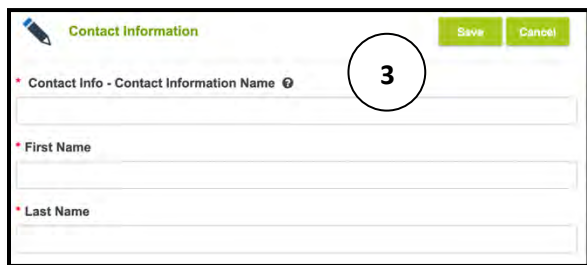 Contact Information Save Cancel
3
* Contact Info - Contact Information Name ?
* First Name
* Last Name